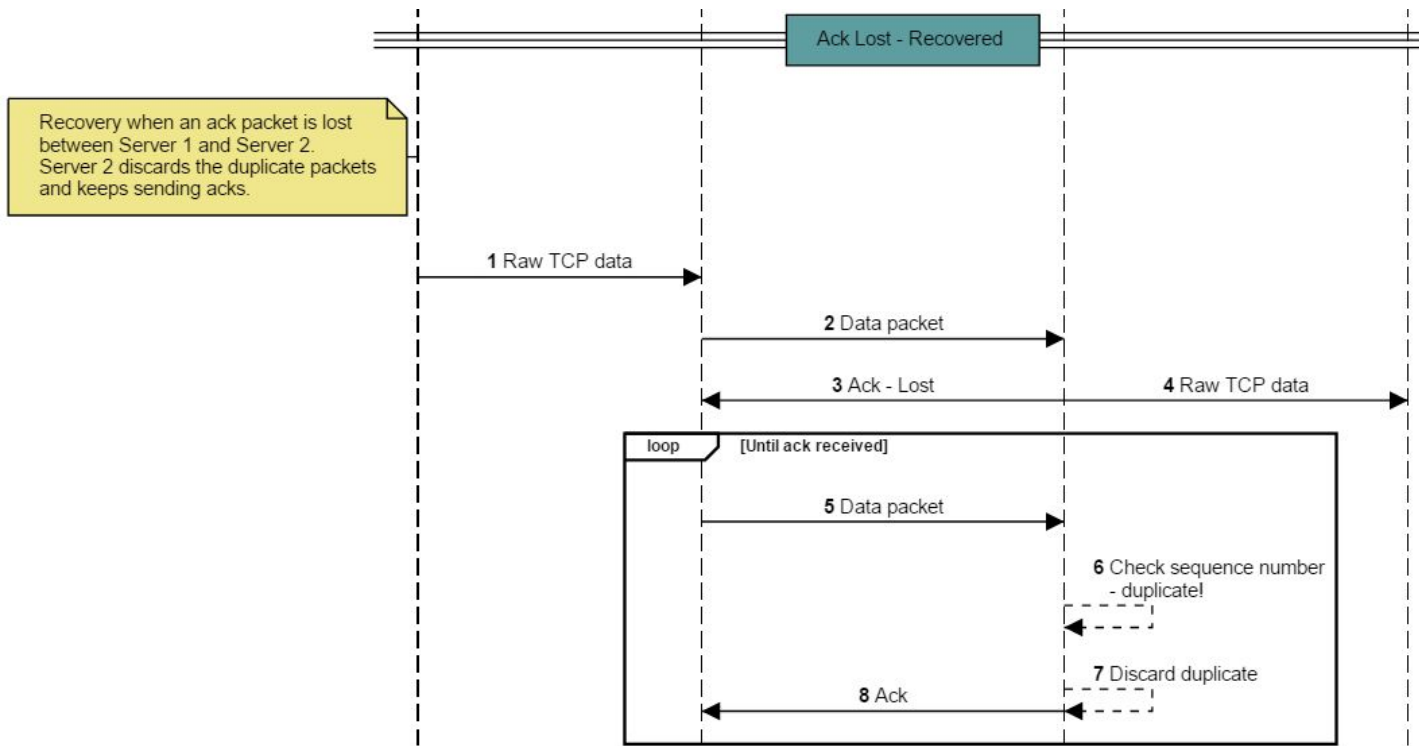 Ack Lost - Recovered
Recovery when an ack packet is lost
between Server 1 and Server 2.
Server 2 discards the duplicate packets
and keeps sending acks.
1 Raw TCP data
2 Data packet
3 Ack - Lost
4 Raw TCP data
loop
[Until ack received]
5 Data packet
6 Check sequence number
- duplicate!
7 Discard duplicate
8 Ack